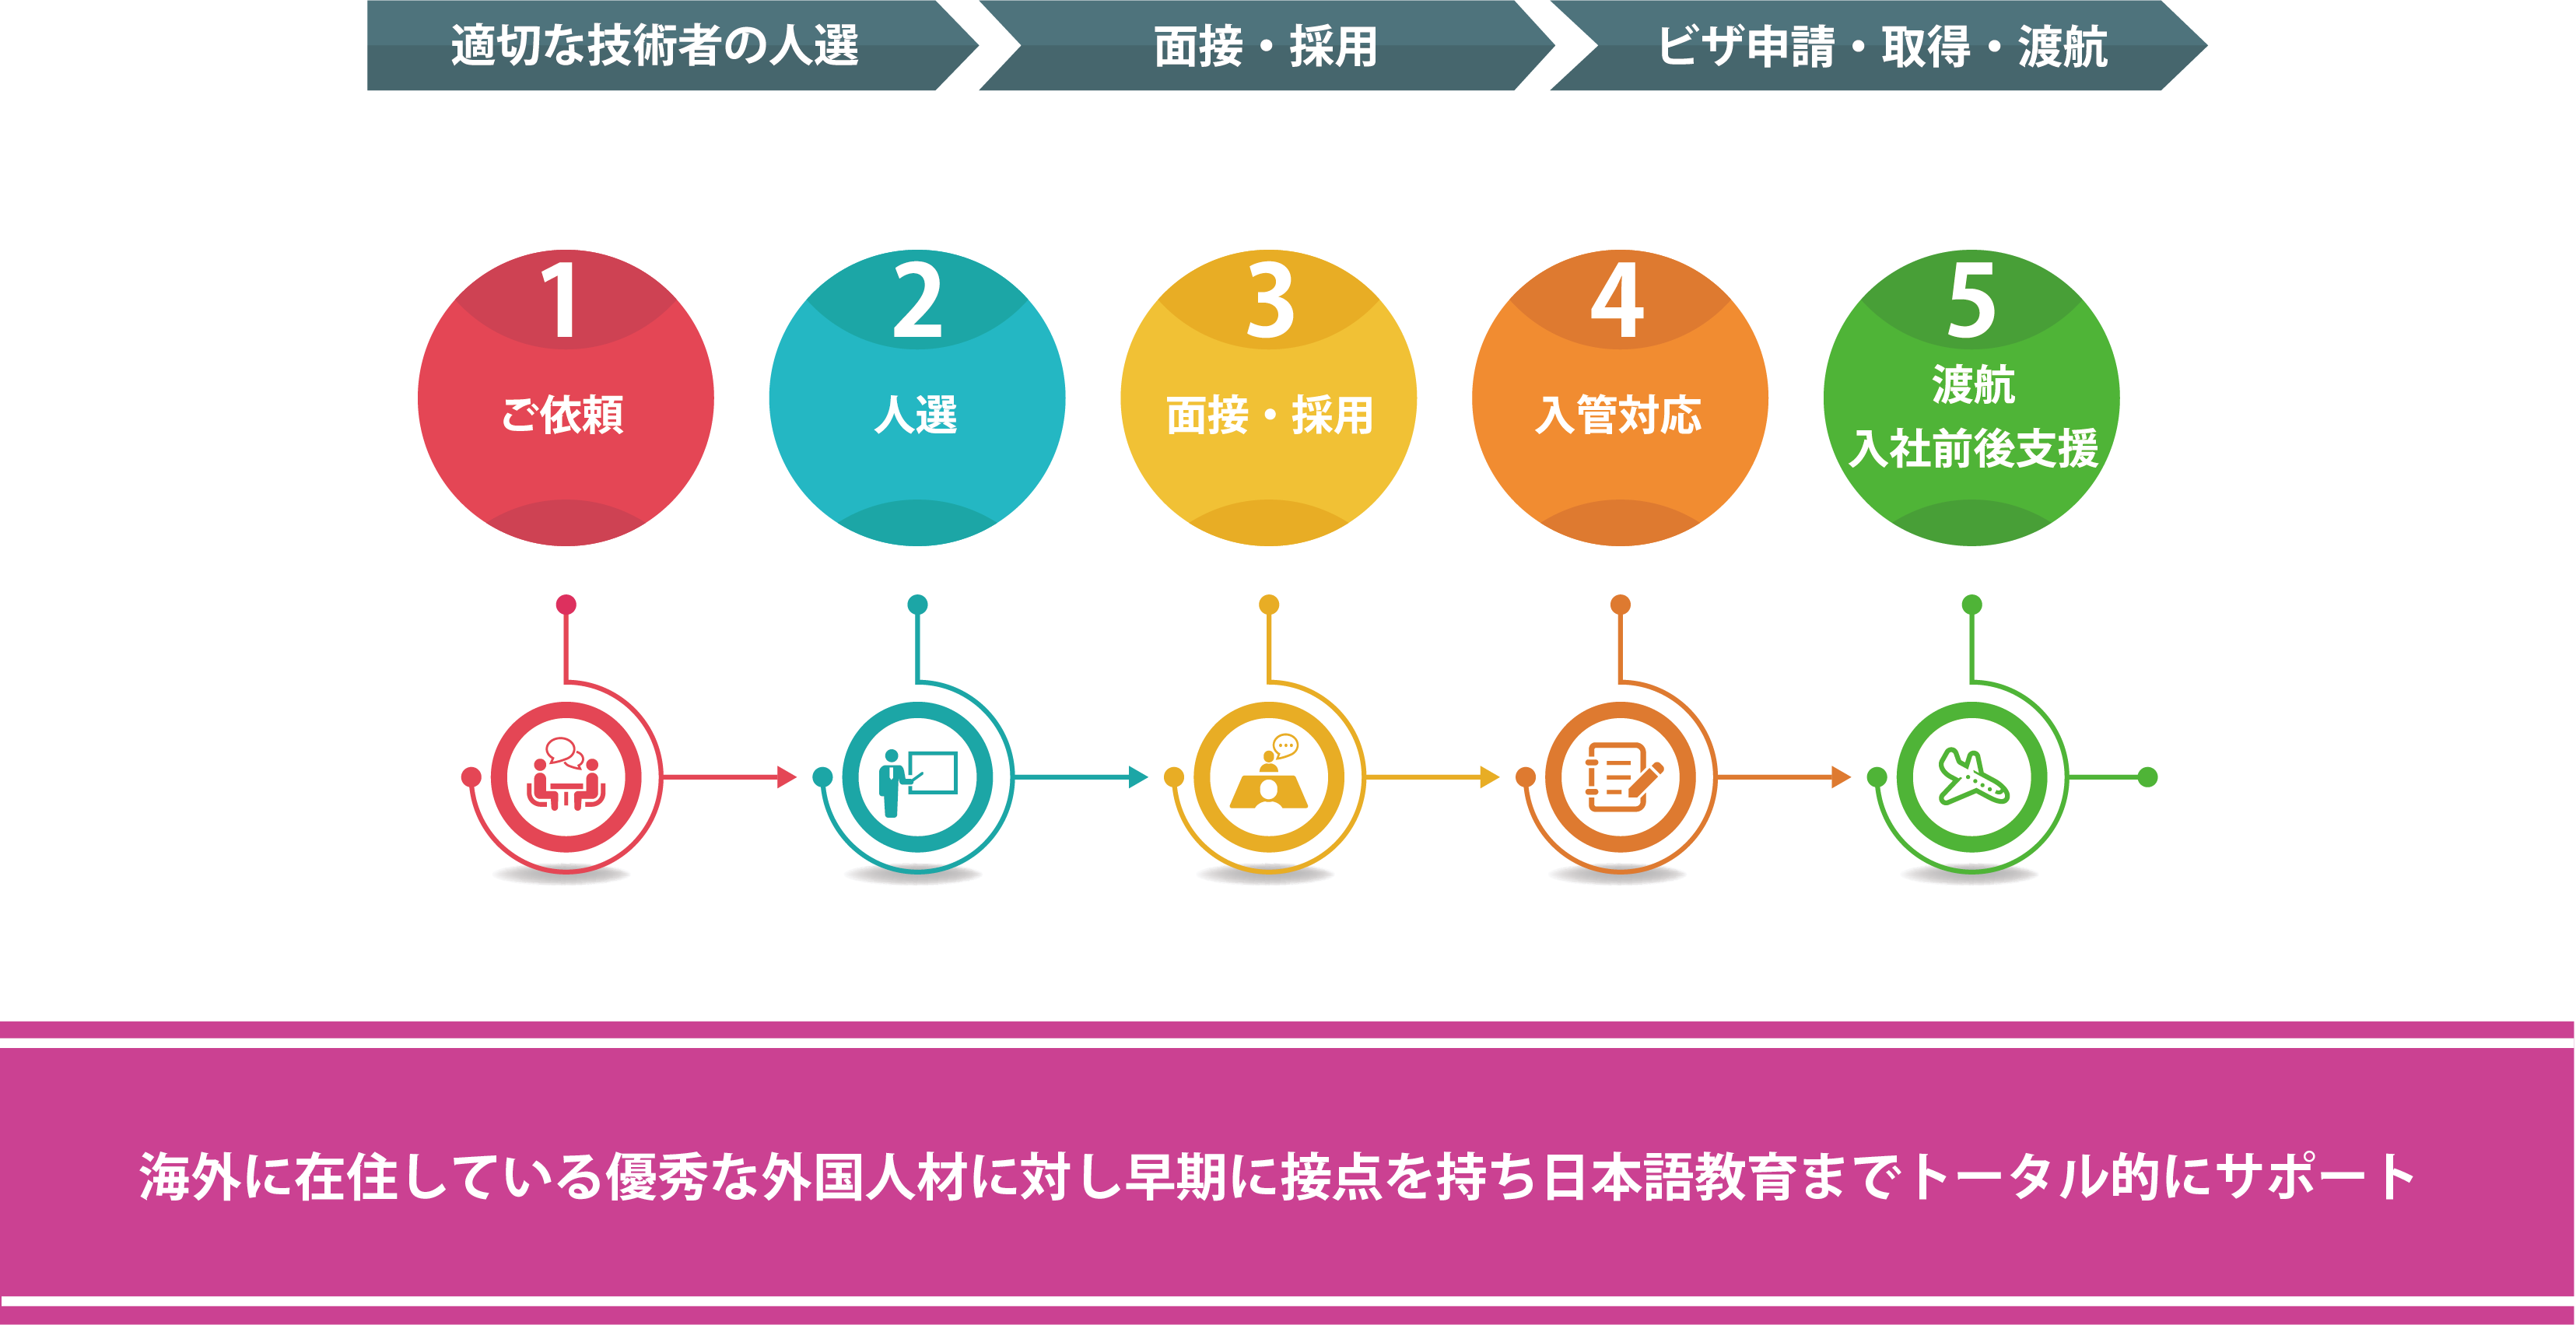 適切な技術者の人選
面接・採用
ビザ申請・取得・渡航
1
ご依頼
2
人選
3
面接・採用
4
入管対応
5
渡航
入社前後支援
海外に在住している優秀な外国人材に対し早期に接点を持ち日本語教育までトータル的にサポート